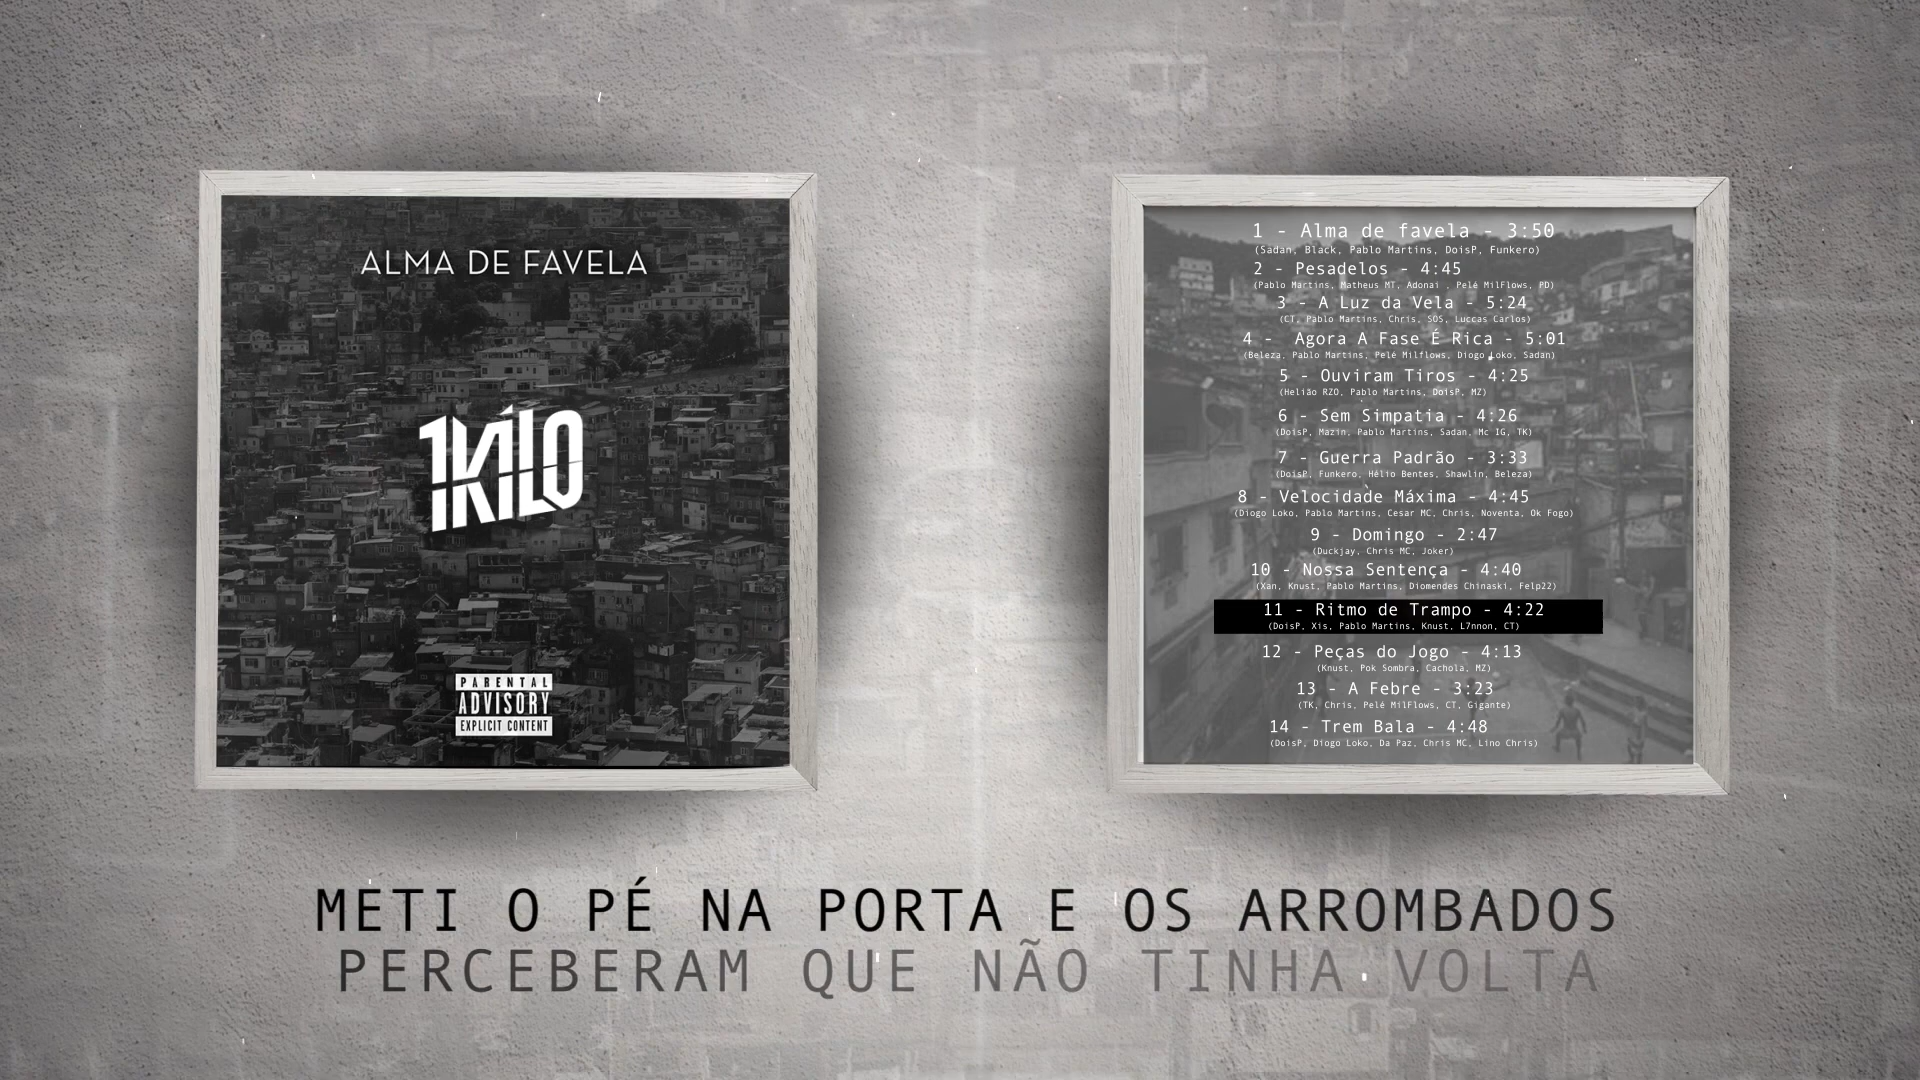 ALMA DE FAVELA
1KILO
PARENTAL
ADVISORY
EXPLICIT CONTENT
1 - Alma de favela - 3:50
(Sadan, Black, Pablo Martins, DoisP, Funkero)
2 - Pesadelos - 4:45
(Pablo Martins, Matheus MT, Adonai , Pelé MilFlows, PD)
3 - A Luz da Vela - 5:24
(CT, Pablo Martins, Chris, SOS, Luccas Carlos)
4 - Agora A Fase É Rica - 5:01
(Beleza, Pablo Martins, Pelé Milflows, Diogo Loko, Sadan)
5 - Ouviram Tiros - 4:25
(Helião RZO, Pablo Martins, DoisP, MZ)
6 - Sem Simpatia - 4:26
(DoisP, Mazin, Pablo Martins, Sadan, Mc IG, TK)
7 - Guerra Padrão - 3:33
(DoisP, Funkero, Hélio Bentes, Shawlin, Beleza)
8 - Velocidade Máxima - 4:45
(Diogo Loko, Pablo Martins, Cesar MC, Chris, Noventa, Ok Fogo)
9 - Domingo - 2:47
(Duckjay, Chris MC, Joker)
10 - Nossa Sentença - 4:40
(Xan, Knust, Pablo Martins, Diomendes Chinaski, Felp22)
11 - Ritmo de Trampo - 4:22
(DoisP, Xis, Pablo Martins, Knust, L7nnon, CT)
12 - Peças do Jogo - 4:13
(Knust, Pok Sombra, Cachola, MZ)
13 - A Febre - 3:23
(TK, Chris, Pelé MilFlows, CT, Gigante)
14 - Trem Bala - 4:48
(DoisP, Diogo Loko, Da Paz, Chris MC, Lino Chris)
METI O PÉ NA PORTA E OS ARROMBADOS
PERCEBERAM QUE NÃO TINHA VOLTA